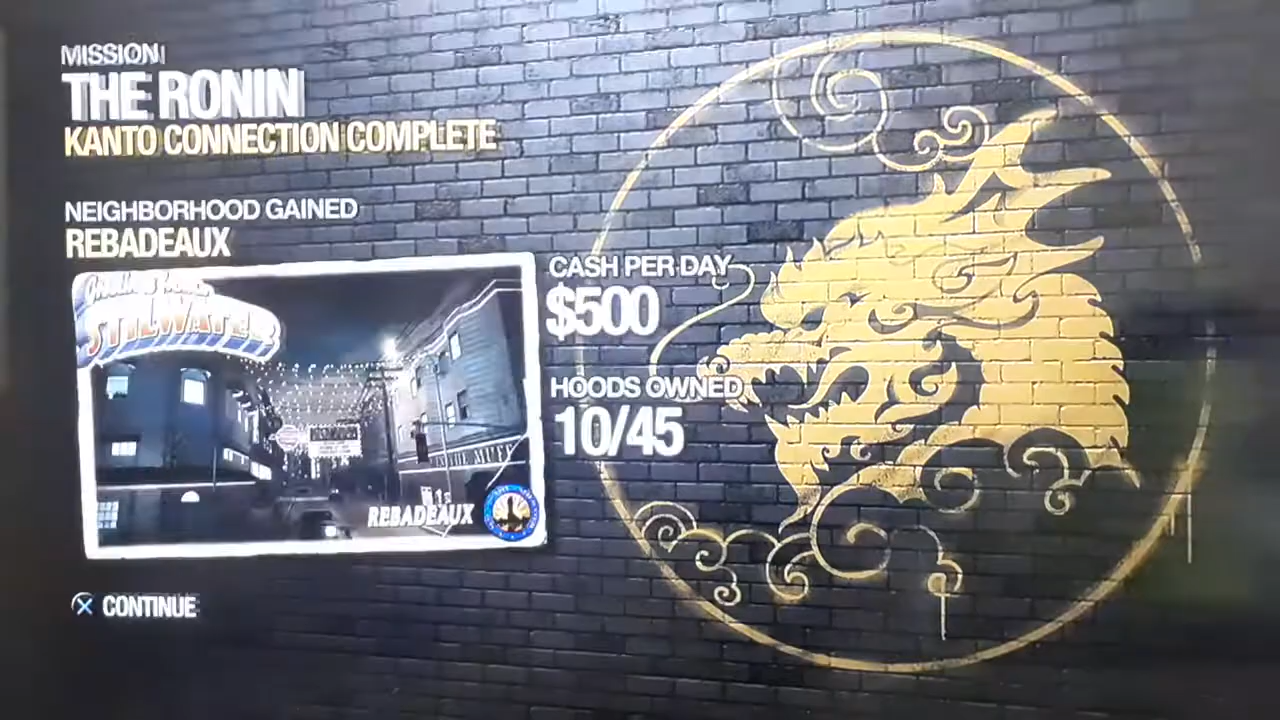 MISSION
THE RONIN
KANTO CONNECTION COMPLETE
NEIGHBORHOOD GAINED
REBADEAUX
CASH PER DAY
$500
HOODS OWNED
10/45
STILWATER
REBADEAUX
CONTINUE